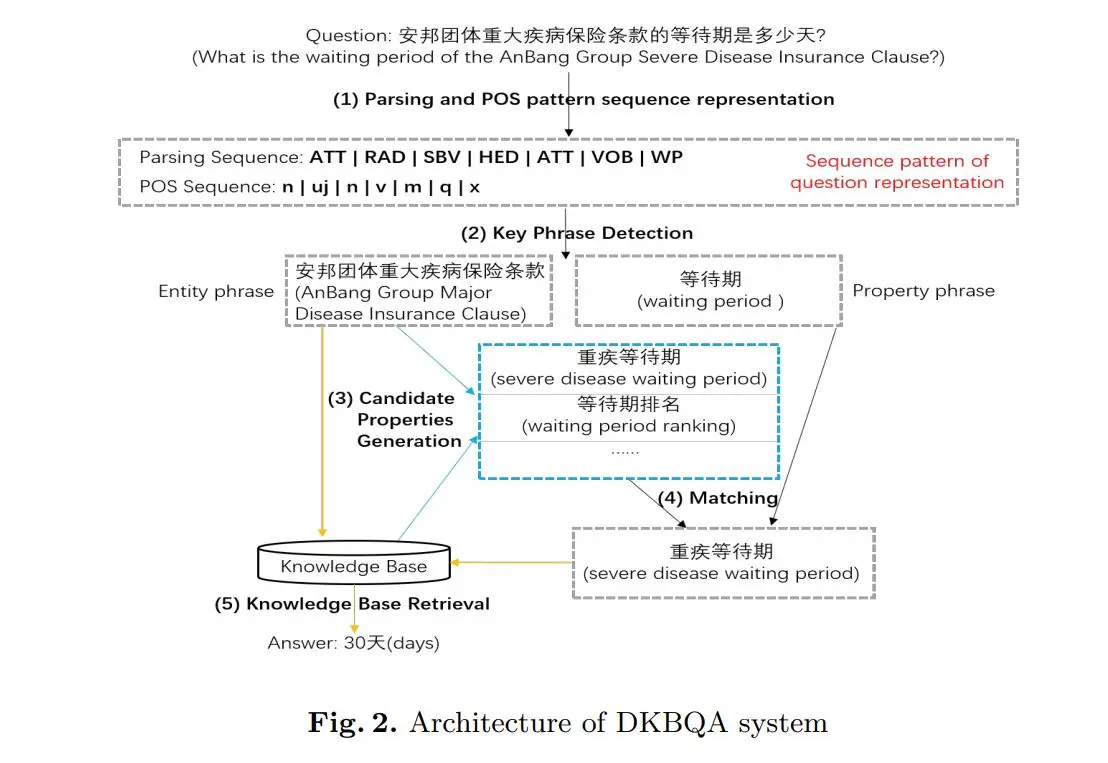 Question: 安邦团体重大疾病保险条款的等待期是多少天?
(What is the waiting period of the AnBang Group Severe Disease Insurance Clause?)
(1) Parsing and POS pattern sequence representation
Parsing Sequence: ATT | RAD | SBV | HED | ATT | VOB | WP
POS Sequence: n | uj | n | v | m | q | x
Sequence pattern of
question representation
(2) Key Phrase Detection
Entity phrase
安邦团体重大疾病保险条款
(AnBang Group Major
Disease Insurance Clause)
等待期
(waiting period )
Property phrase
(3) Candidate
Properties
Generation
重疾等待期
(severe disease waiting period)
等待期排名
(waiting period ranking)
......
(4) Matching
重疾等待期
(severe disease waiting period)
Knowledge Base
(5) Knowledge Base Retrieval
Answer: 30天(days)
Fig. 2. Architecture of DKBQA system